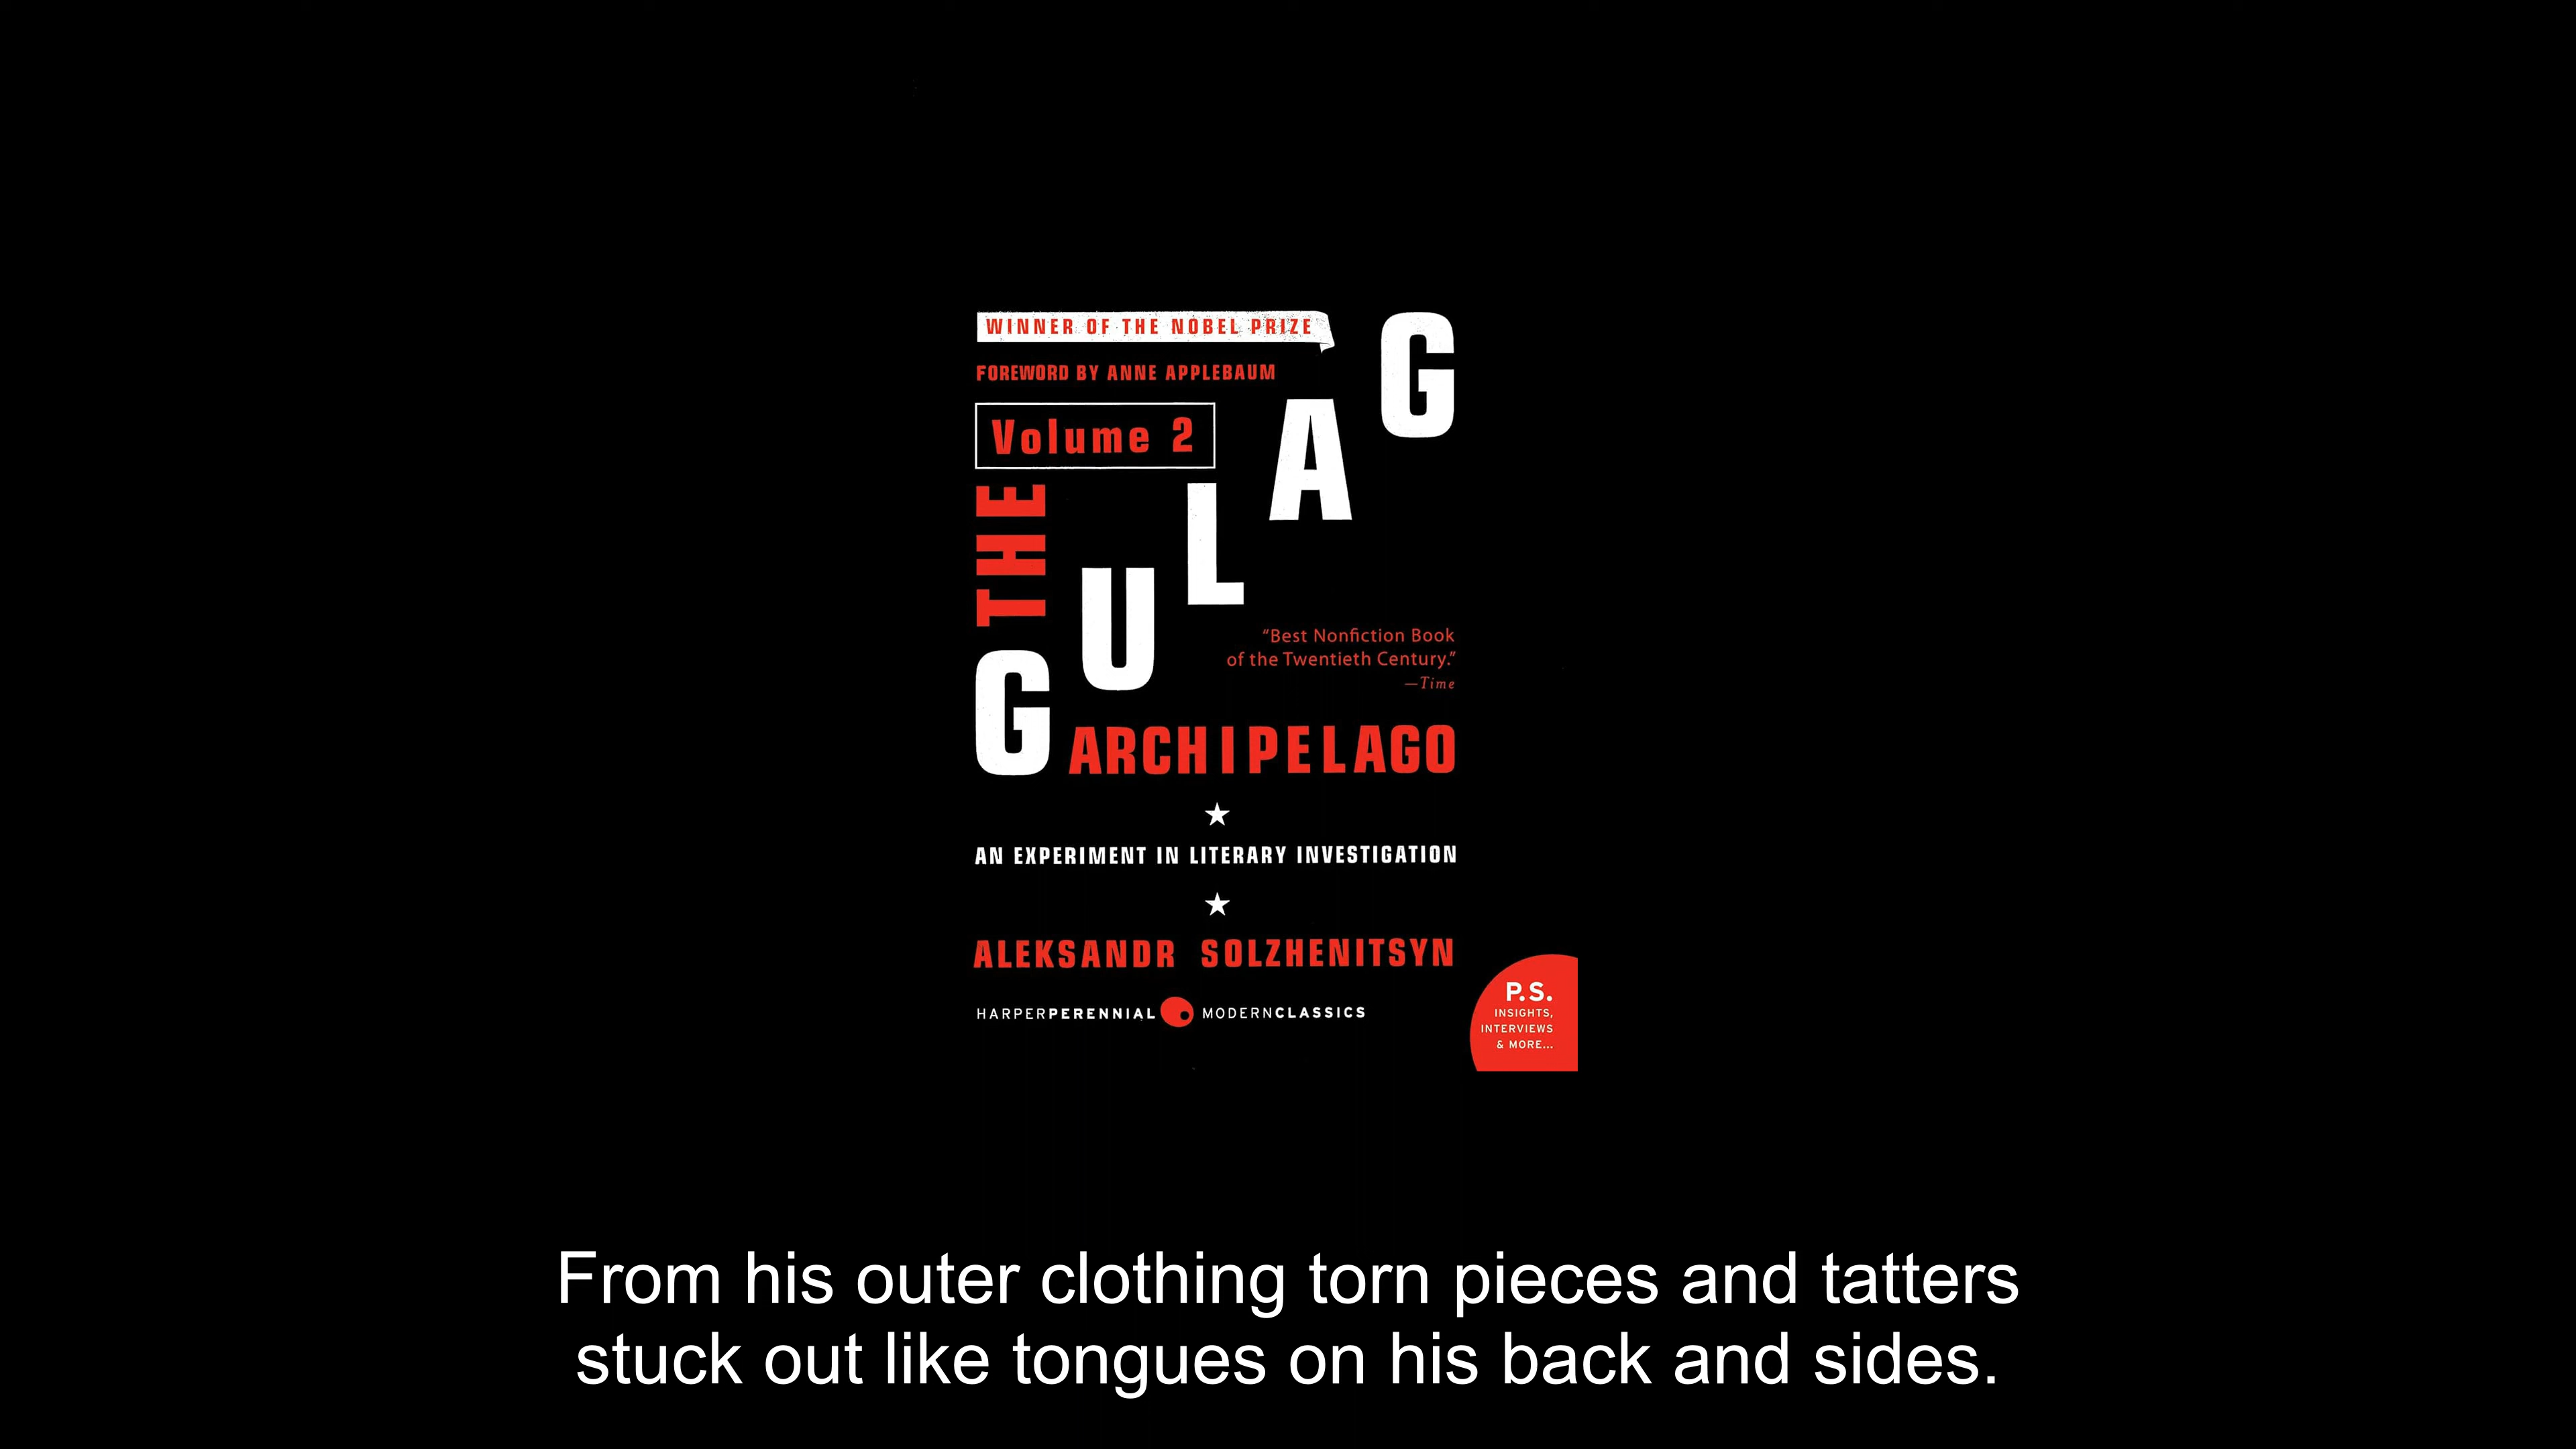 WINNER OF THE NOBEL PRIZE
FOREWORD BY ANNE APPLEBAUM
Volume 2
THE
GULAG
"Best Nonfiction Book
of the Twentieth Century."
—Time
ARCHIPELAGO
AN EXPERIMENT IN LITERARY INVESTIGATION
ALEKSANDR SOLZHENITSYN
HARPERPERENNIAL MODERNCLASSICS
P.S.
INSIGHTS,
INTERVIEWS
& MORE...
From his outer clothing torn pieces and tatters
stuck out like tongues on his back and sides.